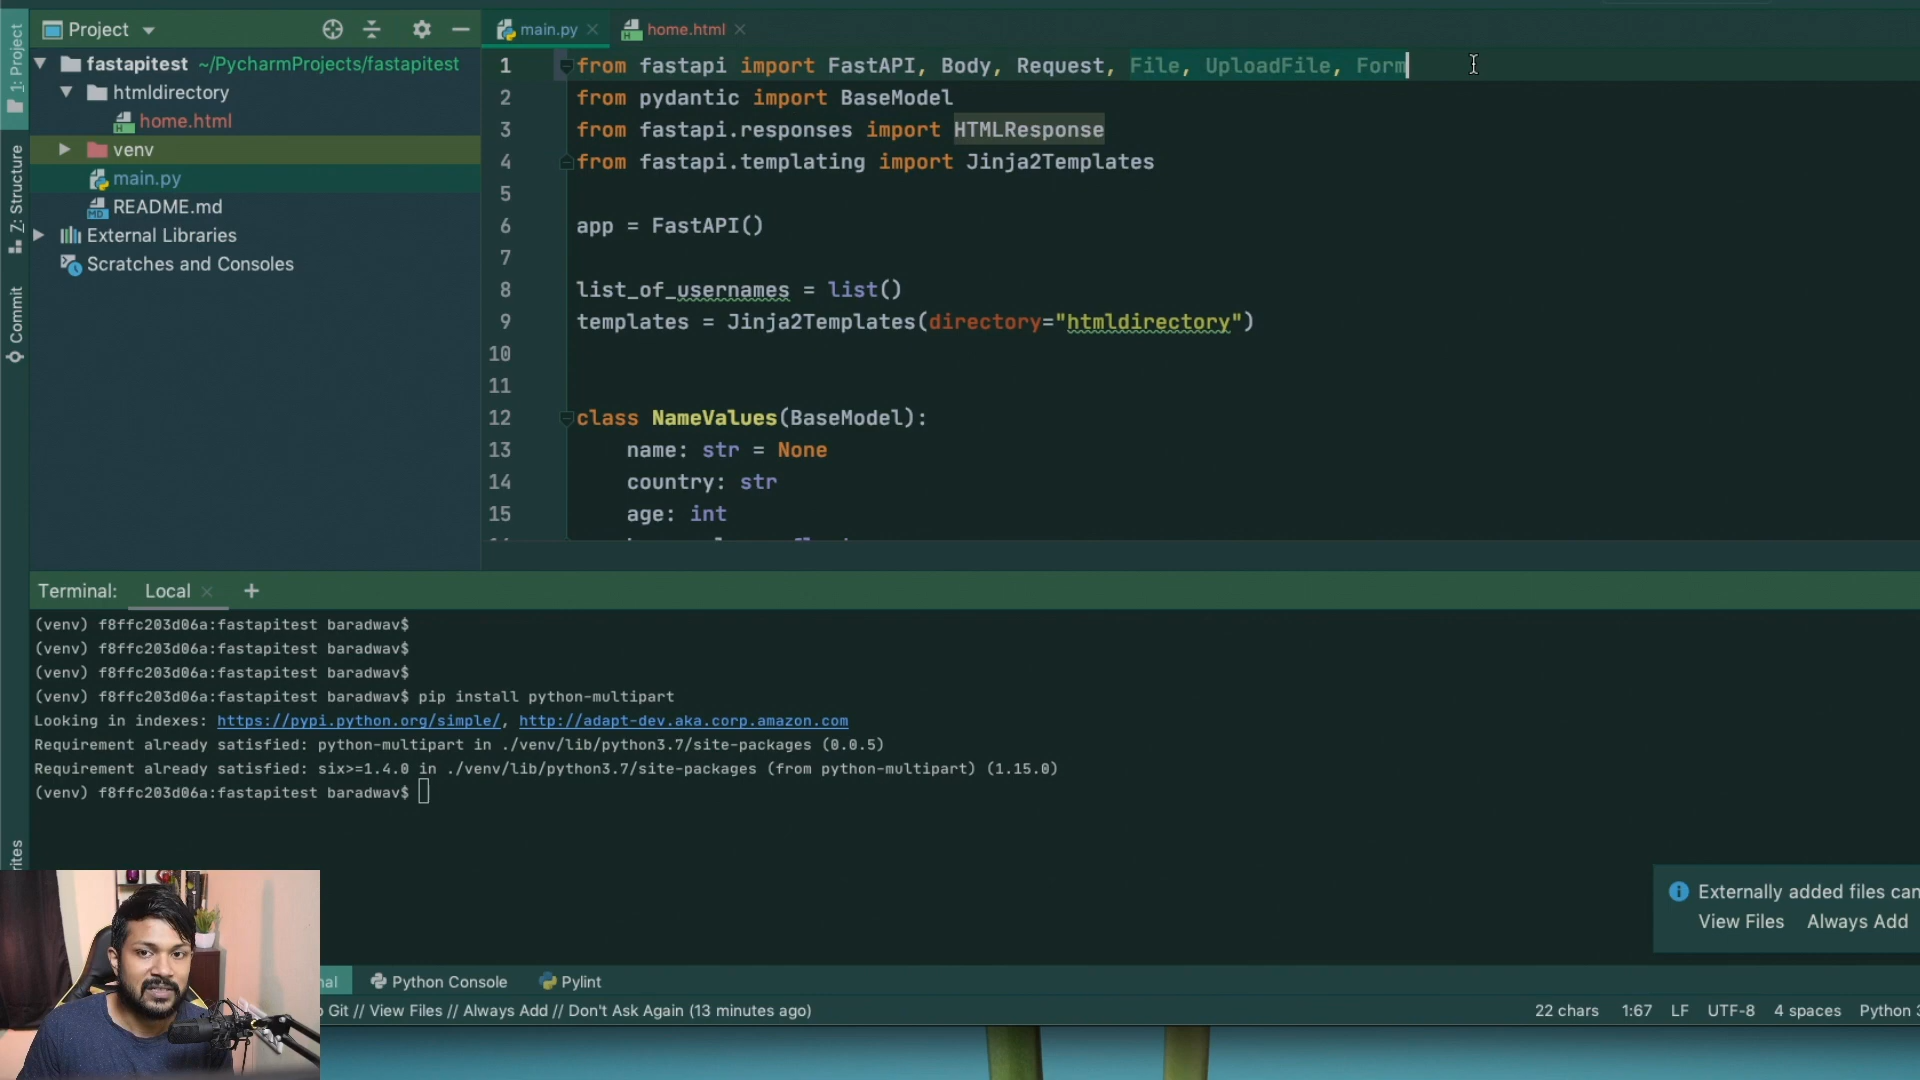 Project
main.py
home.html
1: Project
Z: Structure
Commit
rites
fastapitest ~/PycharmProjects/fastapitest
htmldirectory
home.html
venv
main.py
README.md
External Libraries
Scratches and Consoles
1 from fastapi import FastAPI, Body, Request, File, UploadFile, Form
2 from pydantic import BaseModel
3 from fastapi.responses import HTMLResponse
4 from fastapi.templating import Jinja2Templates
5
6 app = FastAPI()
7
8 list_of_usernames = list()
9 templates = Jinja2Templates(directory="htmldirectory")
10
11
12 class NameValues(BaseModel):
13 name: str = None
14 country: str
15 age: int
Terminal: Local +
(venv) f8ffc203d06a:fastapitest baradwav$
(venv) f8ffc203d06a:fastapitest baradwav$
(venv) f8ffc203d06a:fastapitest baradwav$
(venv) f8ffc203d06a:fastapitest baradwav$ pip install python-multipart
Looking in indexes: https://pypi.python.org/simple/, http://adapt-dev.aka.corp.amazon.com
Requirement already satisfied: python-multipart in ./venv/lib/python3.7/site-packages (0.0.5)
Requirement already satisfied: six>=1.4.0 in ./venv/lib/python3.7/site-packages (from python-multipart) (1.15.0)
(venv) f8ffc203d06a:fastapitest baradwav$
Externally added files can
View Files Always Add
nal Python Console Pylint
o Git // View Files // Always Add // Don't Ask Again (13 minutes ago)
22 chars 1:67 LF UTF-8 4 spaces Python 3